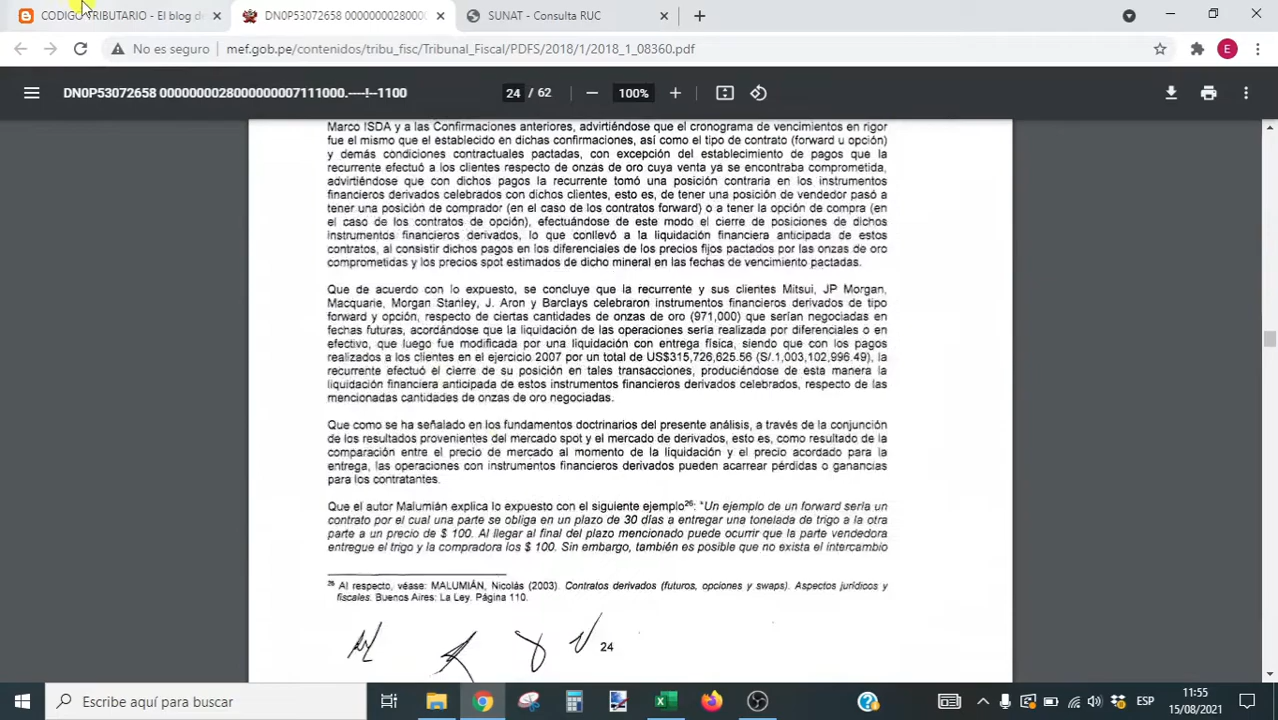 CODIGO TRIBUTARIO - El blog de
DN0P53072658 0000000028000
SUNAT - Consulta RUC
No es seguro
mef.gob.pe/contenidos/tribu_fisc/Tribunal_Fiscal/PDFS/2018/1/2018_1_08360.pdf
E
DN0P53072658 0000000028000000007111000.----!--1100
24 / 62
100%
Marco ISDA y a las Confirmaciones anteriores, advirtiéndose que el cronograma de vencimientos en rigor
fue el mismo que el establecido en dichas confirmaciones, así como el tipo de contrato (forward u opción)
y demás condiciones contractuales pactadas, con excepción del establecimiento de pagos que la
recurrente efectuó a los clientes respecto de onzas de oro cuya venta ya se encontraba comprometida,
advirtiéndose que con dichos pagos la recurrente tomó una posición contraria en los instrumentos
financieros derivados celebrados con dichos clientes, esto es, de tener una posición de vendedor pasó a
tener una posición de comprador (en el caso de los contratos forward) o a tener la opción de compra (en
el caso de los contratos de opción), efectuándose de este modo el cierre de posiciones de dichos
instrumentos financieros derivados, lo que conllevó a la liquidación financiera anticipada de estos
contratos, al consistir dichos pagos en los diferenciales de los precios fijos pactados por las onzas de oro
comprometidas y los precios spot estimados de dicho mineral en las fechas de vencimiento pactadas.
Que de acuerdo con lo expuesto, se concluye que la recurrente y sus clientes Mitsui, JP Morgan,
Macquarie, Morgan Stanley, J. Aron y Barclays celebraron instrumentos financieros derivados de tipo
forward y opción, respecto de ciertas cantidades de onzas de oro (971,000) que serían negociadas en
fechas futuras, acordándose que la liquidación de las operaciones sería realizada por diferenciales o en
efectivo, que luego fue modificada por una liquidación con entrega física, siendo que con los pagos
realizados a los clientes en el ejercicio 2007 por un total de US$315,726,625.56 (S/.1,003,102,996.49), la
recurrente efectuó el cierre de su posición en tales transacciones, produciéndose de esta manera la
liquidación financiera anticipada de estos instrumentos financieros derivados celebrados, respecto de las
mencionadas cantidades de onzas de oro negociadas.
Que como se ha señalado en los fundamentos doctrinarios del presente análisis, a través de la conjunción
de los resultados provenientes del mercado spot y el mercado de derivados, esto es, como resultado de la
comparación entre el precio de mercado al momento de la liquidación y el precio acordado para la
entrega, las operaciones con instrumentos financieros derivados pueden acarrear pérdidas o ganancias
para los contratantes.
Que el autor Malumián explica lo expuesto con el siguiente ejemplo²⁶: "Un ejemplo de un forward sería un
contrato por el cual una parte se obliga en un plazo de 30 días a entregar una tonelada de trigo a la otra
parte a un precio de $ 100. Al llegar al final del plazo mencionado puede ocurrir que la parte vendedora
entregue el trigo y la compradora los $ 100. Sin embargo, también es posible que no exista el intercambio
²⁶ Al respecto, véase: MALUMIÁN, Nicolás (2003). Contratos derivados (futuros, opciones y swaps). Aspectos jurídicos y
fiscales. Buenos Aires: La Ley. Página 110.
24
Escribe aquí para buscar
ESP
11:55
15/08/2021